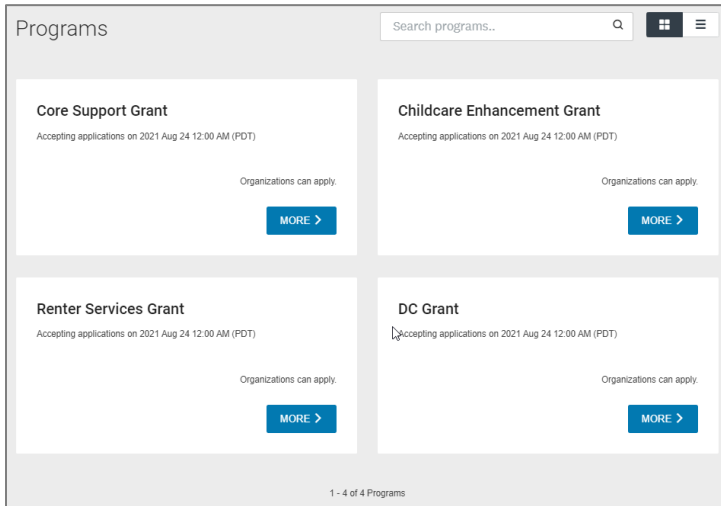 Programs
Search programs..
Core Support Grant
Accepting applications on 2021 Aug 24 12:00 AM (PDT)
Organizations can apply.
MORE
Childcare Enhancement Grant
Accepting applications on 2021 Aug 24 12:00 AM (PDT)
Organizations can apply.
MORE
Renter Services Grant
Accepting applications on 2021 Aug 24 12:00 AM (PDT)
Organizations can apply.
MORE
DC Grant
Accepting applications on 2021 Aug 24 12:00 AM (PDT)
Organizations can apply.
MORE
1 - 4 of 4 Programs